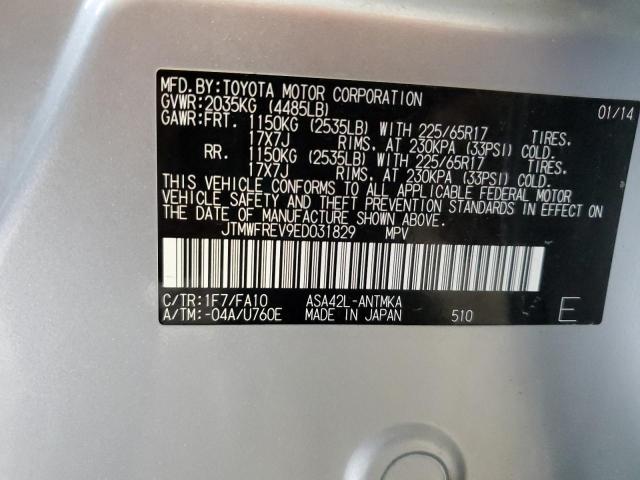 MFD.BY:TOYOTA MOTOR CORPORATION 01/14
GVWR:2035KG (4485LB)
GAWR:FRT. 1150KG (2535LB) WITH 225/65R17 TIRES.
17X7J RIMS. AT 230KPA (33PSI) COLD.
RR. 1150KG (2535LB) WITH 225/65R17 TIRES.
17X7J RIMS. AT 230KPA (33PSI) COLD.
THIS VEHICLE CONFORMS TO ALL APPLICABLE FEDERAL MOTOR
VEHICLE SAFETY AND THEFT PREVENTION STANDARDS IN EFFECT ON
THE DATE OF MANUFACTURE SHOWN ABOVE.
JTMWFREV9ED031829 MPV
C/TR:1F7/FA10 ASA42L-ANTMKA
A/TM:-04A/U760E MADE IN JAPAN 510 E